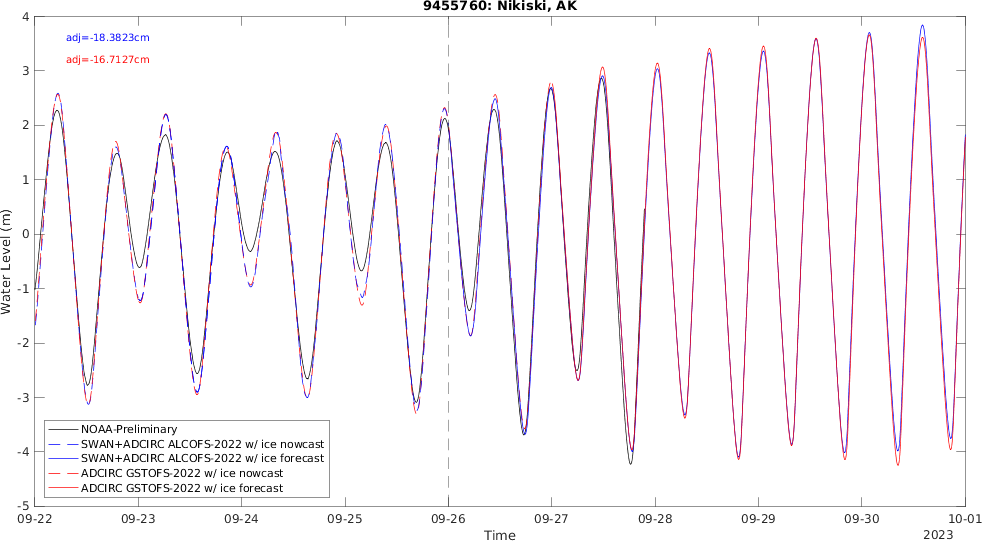 9455760: Nikiski, AK
adj=-18.3823cm
adj=-16.7127cm
4
3
2
1
0
-1
-2
-3
-4
-5
Water Level (m)
NOAA-Preliminary
SWAN+ADCIRC ALCOFS-2022 w/ ice nowcast
SWAN+ADCIRC ALCOFS-2022 w/ ice forecast
ADCIRC GSTOFS-2022 w/ ice nowcast
ADCIRC GSTOFS-2022 w/ ice forecast
09-22 09-23 09-24 09-25 09-26 09-27 09-28 09-29 09-30 10-01
Time
2023